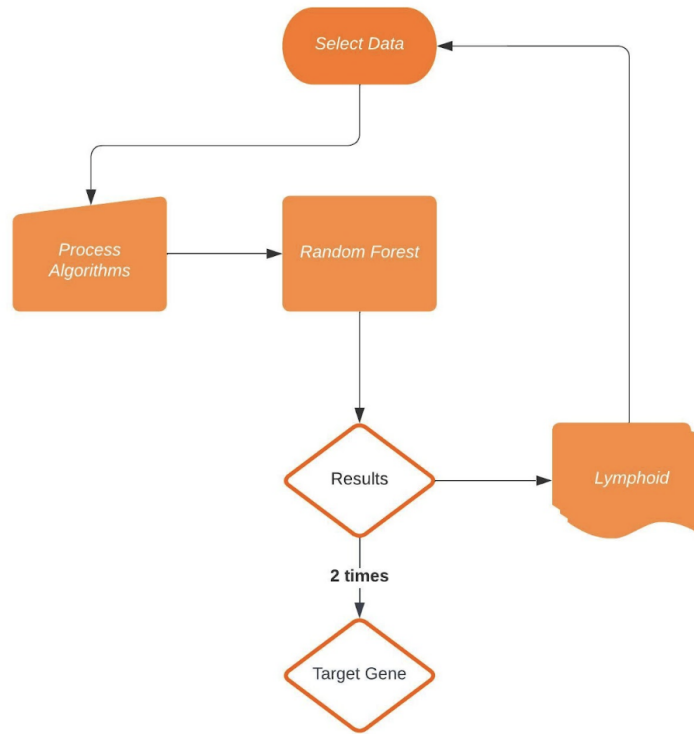 Select Data
Process
Algorithms
Random Forest
Results
Lymphoid
2 times
Target Gene